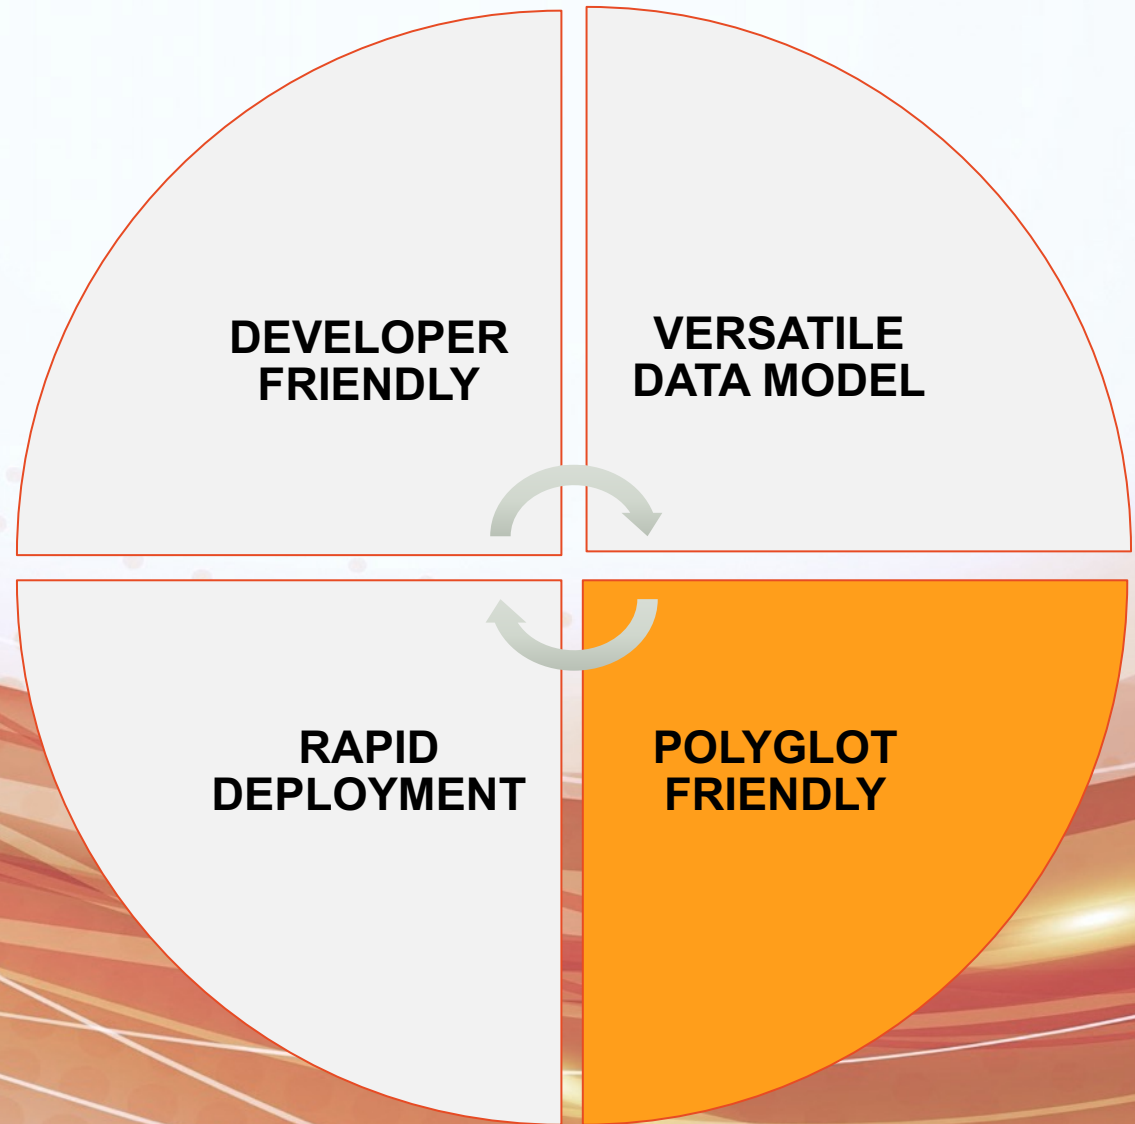 DEVELOPER
FRIENDLY
VERSATILE
DATA MODEL
RAPID
DEPLOYMENT
POLYGLOT
FRIENDLY